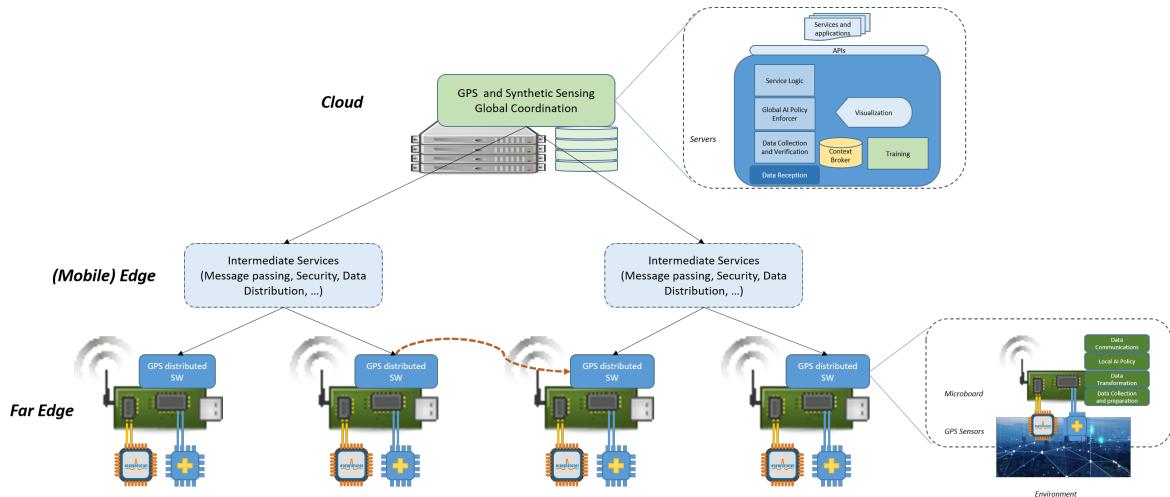 Services and
applications
APIs
Cloud
GPS and Synthetic Sensing
Global Coordination
Servers
Service Logic
Global AI Policy
Enforcer
Visualization
Data Collection
and Verification
Context
Broker
Training
Data Reception
(Mobile) Edge
Intermediate Services
(Message passing, Security, Data
Distribution, …)
Intermediate Services
(Message passing, Security, Data
Distribution, …)
Far Edge
GPS distributed
SW
GPS distributed
SW
GPS distributed
SW
GPS distributed
SW
Data
Communications
Local AI Policy
Data
Transformation
Data Collection
and preparation
Microboard
GPS Sensors
Environment